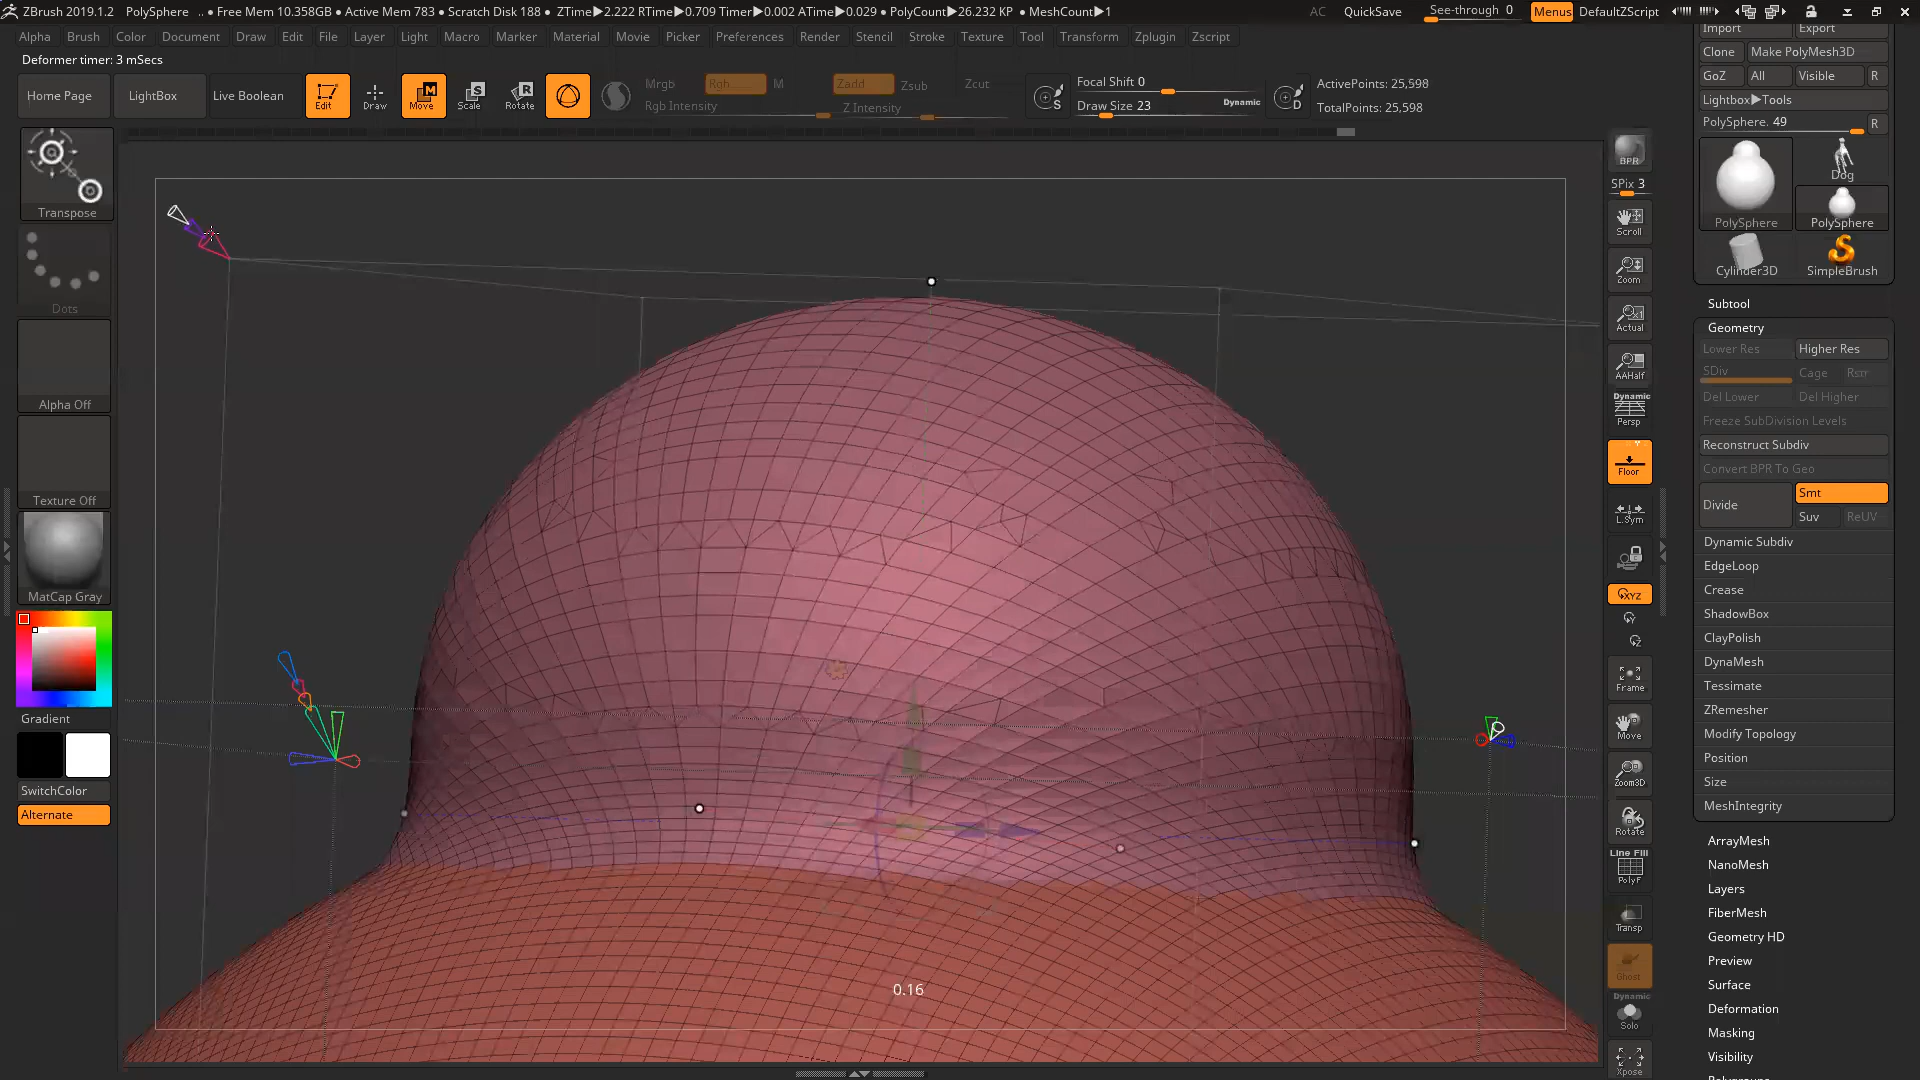 ZBrush 2019.1.2 PolySphere .. • Free Mem 10.358GB • Active Mem 783 • Scratch Disk 188 • ZTime▶2.222 RTime▶0.709 Timer▶0.002 ATime▶0.029 • PolyCount▶26.232 KP • MeshCount▶1 AC QuickSave See-through 0 Menus DefaultZScript
Alpha Brush Color Document Draw Edit File Layer Light Macro Marker Material Movie Picker Preferences Render Stencil Stroke Texture Tool Transform Zplugin Zscript
Deformer timer: 3 mSecs
Home Page LightBox Live Boolean Edit Draw Move Scale Rotate
Mrgb Rgb M Zadd Zsub Zcut
Rgb Intensity Z Intensity
S Focal Shift 0
Draw Size 23 Dynamic
D ActivePoints: 25,598
TotalPoints: 25,598
Transpose
Dots
Alpha Off
Texture Off
MatCap Gray
Gradient
SwitchColor
Alternate
0.16
BPR
SPix 3
Scroll
Zoom
Actual
AAHalf
Dynamic
Persp
Floor
L.Sym
XYZ
Y
Z
Frame
Move
Zoom3D
Rotate
Line Fill
PolyF
Transp
Ghost
Dynamic
Solo
Xpose
Import Export
Clone Make PolyMesh3D
GoZ All Visible R
Lightbox▶Tools
PolySphere. 49 R
PolySphere Dog
PolySphere
Cylinder3D SimpleBrush
Subtool
Geometry
Lower Res Higher Res
SDiv Cage Rstr
Del Lower Del Higher
Freeze SubDivision Levels
Reconstruct Subdiv
Convert BPR To Geo
Divide Smt
Suv ReUV
Dynamic Subdiv
EdgeLoop
Crease
ShadowBox
ClayPolish
DynaMesh
Tessimate
ZRemesher
Modify Topology
Position
Size
MeshIntegrity
ArrayMesh
NanoMesh
Layers
FiberMesh
Geometry HD
Preview
Surface
Deformation
Masking
Visibility